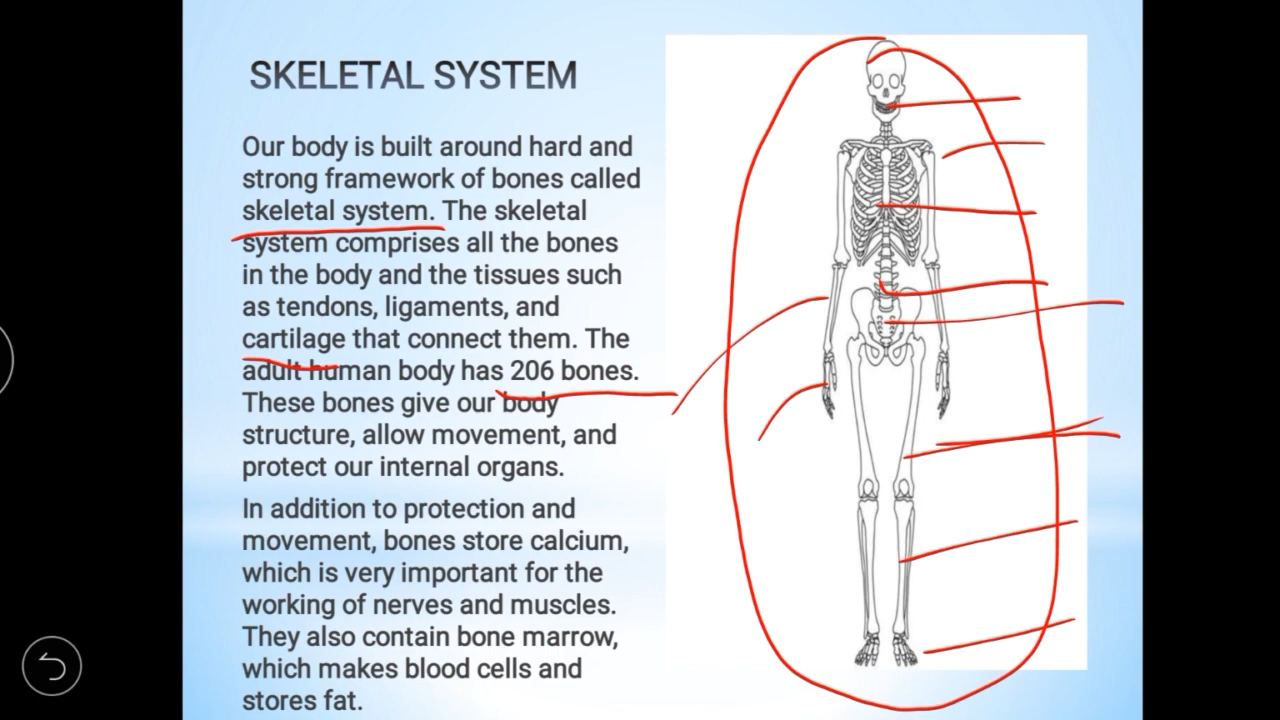 SKELETAL SYSTEM
Our body is built around hard and
strong framework of bones called
skeletal system. The skeletal
system comprises all the bones
in the body and the tissues such
as tendons, ligaments, and
cartilage that connect them. The
adult human body has 206 bones.
These bones give our body
structure, allow movement, and
protect our internal organs.
In addition to protection and
movement, bones store calcium,
which is very important for the
working of nerves and muscles.
They also contain bone marrow,
which makes blood cells and
stores fat.